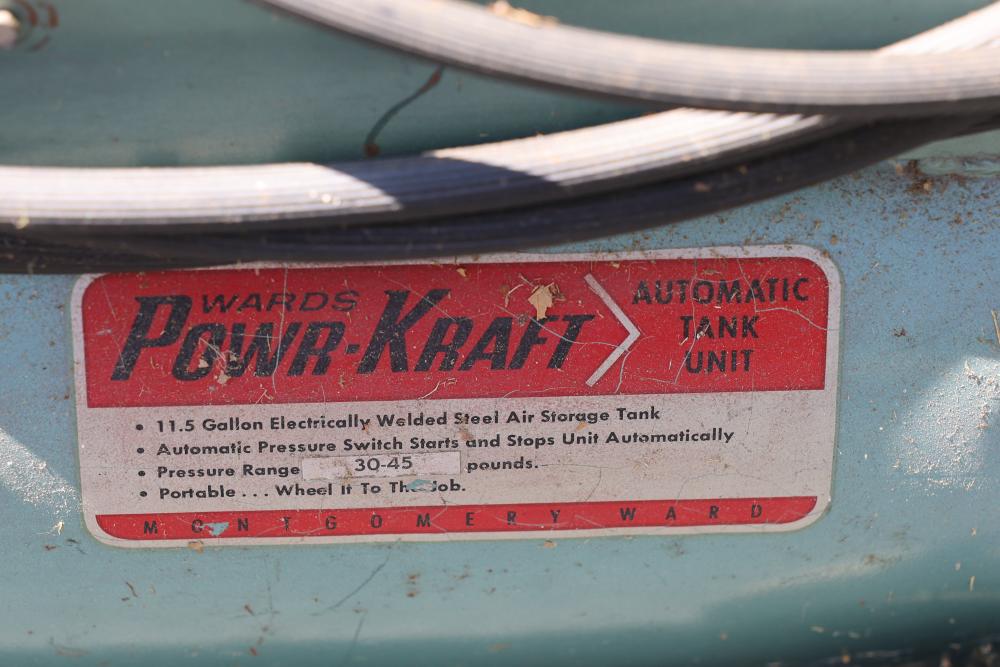 WARDS
POWR-KRAFT
AUTOMATIC
TANK
UNIT
• 11.5 Gallon Electrically Welded Steel Air Storage Tank
• Automatic Pressure Switch Starts and Stops Unit Automatically
• Pressure Range 30-45 pounds.
• Portable . . . Wheel It To The Job.
MONTGOMERY WARD